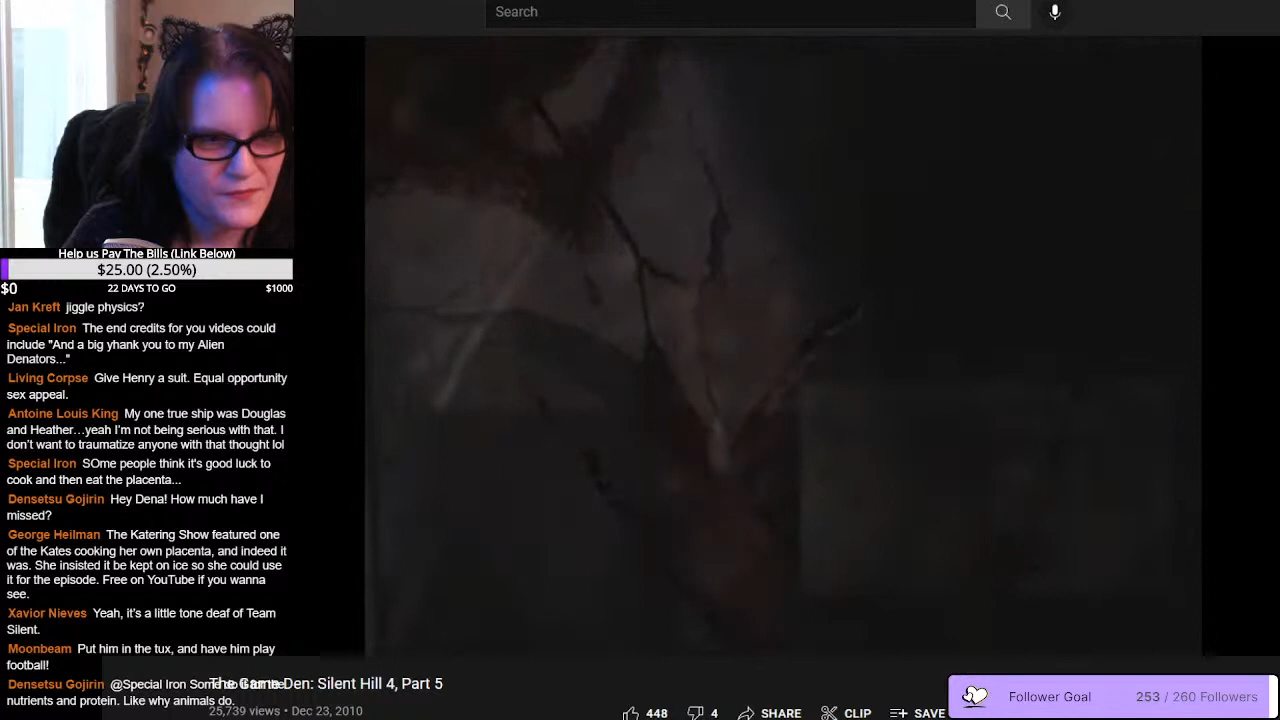 Search
Help us Pay The Bills (Link Below)
$25.00 (2.50%)
$0 22 DAYS TO GO $1000
Jan Kreft jiggle physics?
Special Iron The end credits for you videos could
include "And a big yhank you to my Alien
Denators..."
Living Corpse Give Henry a suit. Equal opportunity
sex appeal.
Antoine Louis King My one true ship was Douglas
and Heather…yeah I'm not being serious with that. I
don't want to traumatize anyone with that thought lol
Special Iron SOme people think it's good luck to
cook and then eat the placenta...
Densetsu Gojirin Hey Dena! How much have I
missed?
George Heilman The Katering Show featured one
of the Kates cooking her own placenta, and indeed it
was. She insisted it be kept on ice so she could use
it for the episode. Free on YouTube if you wanna
see.
Xavior Nieves Yeah, it's a little tone deaf of Team
Silent.
Moonbeam Put him in the tux, and have him play
football!
Densetsu Gojirin @Special Iron Some
nutrients and protein. Like why animals do.
The Game Den: Silent Hill 4, Part 5
25,739 views • Dec 23, 2010
448 4 SHARE CLIP SAVE
Follower Goal 253 / 260 Followers